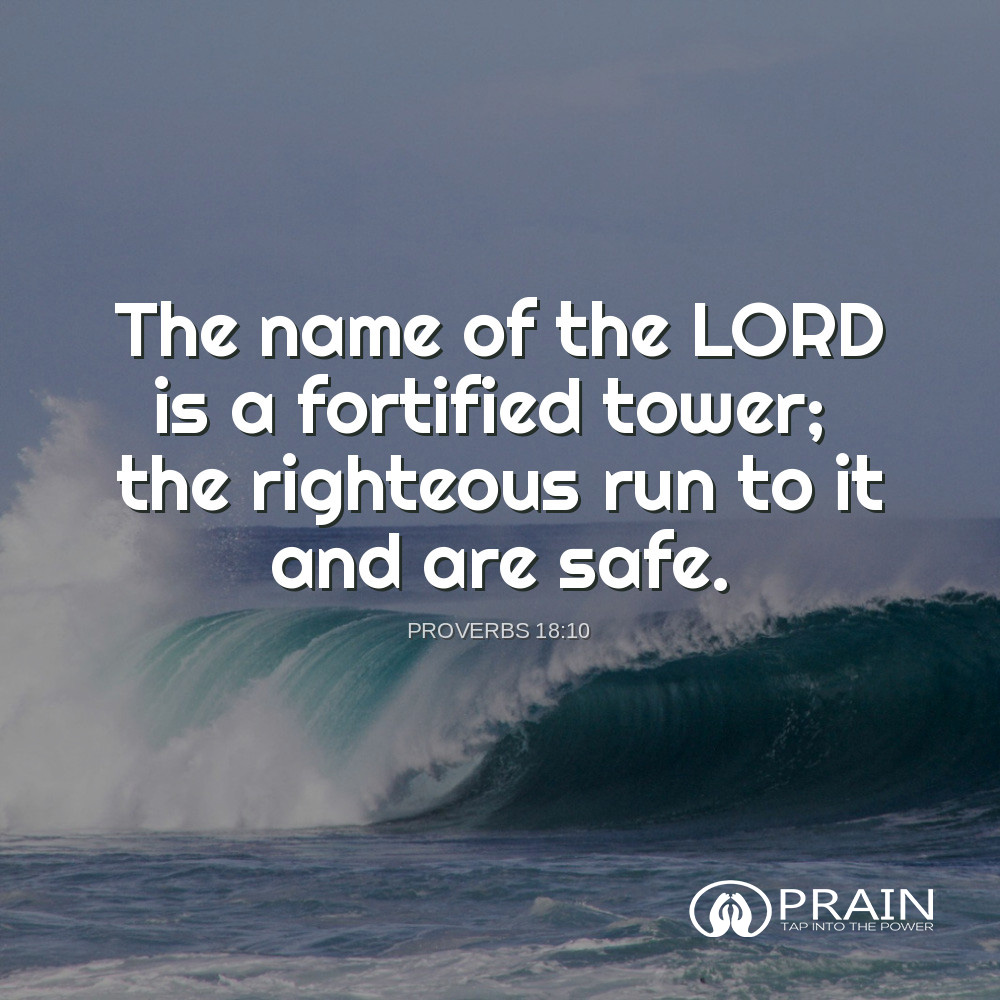 The name of the LORD
is a fortified tower;
the righteous run to it
and are safe.
PROVERBS 18:10
PRAIN
TAP INTO THE POWER